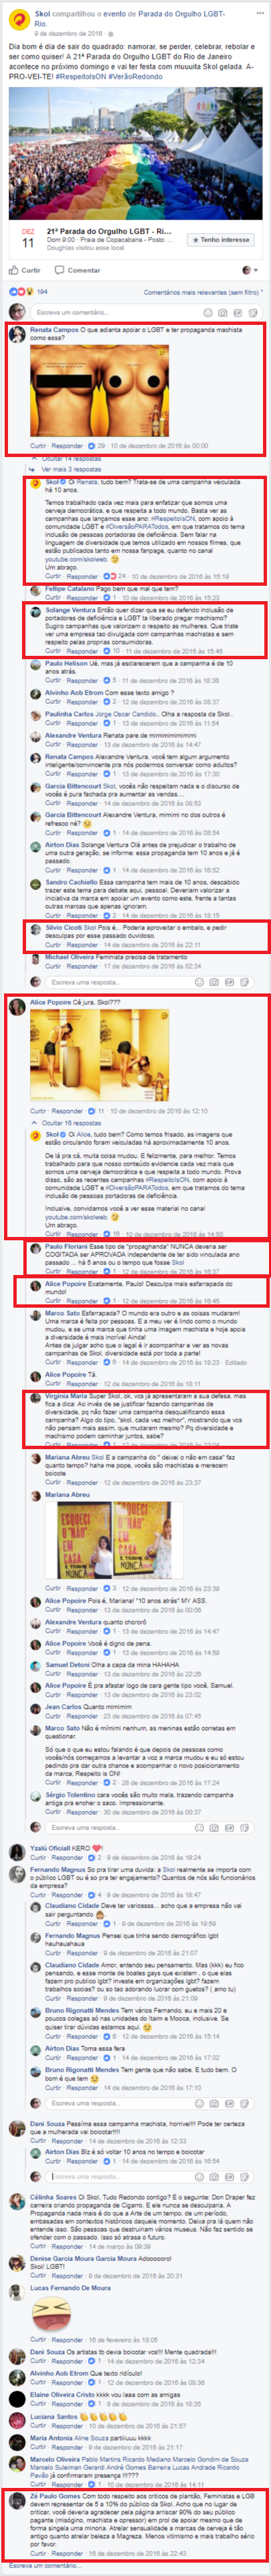 Skol compartilhou o evento de Parada do Orgulho LGBT-
Rio.
9 de dezembro de 2016 ·
Dia bom é dia de sair do quadrado: namorar, se perder, celebrar, rebolar e
ser como quiser! A 21ª Parada do Orgulho LGBT do Rio de Janeiro
acontece no próximo domingo e vai ter festa com muuuita Skol gelada. A-
PRO-VEI-TE! #RespeitoIsON #VerãoRedondo
DEZ
11
21ª Parada do Orgulho LGBT - Ri...
Dom 9:00 · Praia de Copacabana - Posto ...
Douglhas visitou esse local
Tenho interesse
Curtir Comentar
194
Comentários mais relevantes (sem filtro)
Escreva um comentário...
Renata Campos O que adianta apoiar o LGBT e ter propaganda machista
como essa?
Curtir · Responder · 29 · 10 de dezembro de 2016 às 00:00
Ocultar 14 respostas
Ver mais 3 respostas
Skol Oi Renata, tudo bem? Trata-se de uma campanha veiculada
há 10 anos.
Temos trabalhado cada vez mais para enfatizar que somos uma
cerveja democrática, e que respeita a todo mundo. Basta ver as
campanhas que lançamos esse ano: #RespeitoIsON, com apoio à
comunidade LGBT e #DiversãoPARATodos, em que tratamos do tema
inclusão de pessoas portadoras de deficiência. Sem falar na
linguagem de diversidade que temos utilizado em nossos filmes, que
estão publicados tanto em nossa fanpage, quanto no canal
youtube.com/skolweb.
Um abraço.
Curtir · Responder · 24 · 10 de dezembro de 2016 às 15:19
Fellipe Catalano Pago bem que mal que tem?
Curtir · Responder · 1 · 10 de dezembro de 2016 às 15:23
Solange Ventura Então quer dizer que se eu defendo inclusão de
portadores de deficiência e LGBT tá liberado pregar machismo?
Sugiro campanhas que valorizem o respeito as mulheres. Que triste
ver uma empresa tão divulgada com campanhas machistas e sem
respeito pelas próprias consumidoras.
Curtir · Responder · 10 · 11 de dezembro de 2016 às 15:46
Paulo Helison Ué, mas já esclareceram que a campanha é de 10
anos atrás.
Curtir · Responder · 5 · 11 de dezembro de 2016 às 18:36
Alvinho Aob Etrom Com esse texto amigo ?
Curtir · Responder · 2 · 12 de dezembro de 2016 às 08:37
Paulinha Carlos Jorge Oscar Candido.. Olha a resposta da Skol..
Curtir · Responder · 1 · 13 de dezembro de 2016 às 11:54
Alexandre Ventura Renata pare de mimimimimimimi
Curtir · Responder · 13 de dezembro de 2016 às 14:47
Renata Campos Alexandre Ventura, você tem algum argumento
inteligente/convincente pra nós podermos conversar como adultos?
Curtir · Responder · 1 · 13 de dezembro de 2016 às 17:30
Garcia Bittencourt Skol, vocês não respeitam nada e o discurso de
vocês é pura fachada pra aumentar as vendas...
Curtir · Responder · 14 de dezembro de 2016 às 08:53
Garcia Bittencourt Alexandre Ventura, mimimi no dos outros é
refresco né?
Curtir · Responder · 1 · 14 de dezembro de 2016 às 08:54
Airton Dias Solange Ventura Olá antes de prejudicar o trabalho de
uma outra geração, se informe: essa propaganda tem 10 anos e já é
passado.
Curtir · Responder · 1 · 14 de dezembro de 2016 às 16:52
Sandro Cachiello Essa campanha tem mais de 10 anos, descabido
trazer este tema para debate aqui, pessoal. Deveriam valorizar a
iniciativa da marca em apoiar um evento como este, frente a tantas
outras marcas que apenas ignoram.
Curtir · Responder · 2 · 14 de dezembro de 2016 às 18:15
Silvio Cicoti Skol Pois é... Poderia aproveitar o embalo, e pedir
desculpas por esse passado duvidoso.
Curtir · Responder · 14 de dezembro de 2016 às 22:11
Michael Oliveira Feminista precisa de tratamento
Curtir · Responder · 17 de dezembro de 2016 às 02:34
Escreva uma resposta...
Alice Popoire Cê jura, Skol???
Curtir · Responder · 11 · 10 de dezembro de 2016 às 12:10
Ocultar 16 respostas
Skol Oi Alice, tudo bem? Como temos frisado, as imagens que
estão circulando foram veiculadas há aproximadamente 10 anos.
De lá pra cá, muita coisa mudou. E felizmente, para melhor. Temos
trabalhado para que nosso conteúdo evidencie cada vez mais que
somos uma cerveja democrática e que respeita a todo mundo. Prova
disso, são as recentes campanhas #RespeitoIsON, com apoio à
comunidade LGBT e #DiversãoPARATodos, em que tratamos do tema
inclusão de pessoas portadoras de deficiência.
Inclusive, convidamos você a ver esse material no canal
youtube.com/skolweb.
Um abraço.
Curtir · Responder · 16 · 10 de dezembro de 2016 às 14:50
Paulo Floriani Esse tipo de "propaganda" NUNCA deveria ser
COGITADA ser APROVADA independente de ter sido vinculada ano
passado ... há 5 anos ou o tempo que fosse Skol
Curtir · Responder · 1 · 12 de dezembro de 2016 às 16:37
Alice Popoire Exatamente, Paulo! Desculpa mais esfarrapada do
mundo!
Curtir · Responder · 1 · 12 de dezembro de 2016 às 16:45
Marco Sato Esfarrapada? O mundo era outro e as coisas mudaram!
Uma marca é feita por pessoas. E a meu ver é lindo como o mundo
mudou, e se uma marca que tinha uma imagem machista e hoje apoia
a diversidade é mais incrível Ainda!
Antes de julgar acho que o legal é ir acompanhar e ver as novas
campanhas de Skol, diversidade está por toda a parte!
Curtir · Responder · 6 · 14 de dezembro de 2016 às 18:23 · Editado
Alice Popoire Tá.
Curtir · Responder · 12 de dezembro de 2016 às 18:11
Virginia Maria Super Skol, ok, vcs já apresentaram a sua defesa, mas
fica a dica: Ao invés de se justificar fazendo campanhas de
diversidade, pq não fazer uma campanha desqualificando essa
campanha? Algo do tipo, "skol, cada vez melhor", mostrando que vcs
não pensam mais assim, que mudaram mesmo? Pq diversidade e
machismo podem caminhar juntos, sabe?
Curtir · Responder · 1 · 12 de dezembro de 2016 às 22:04
Mariana Abreu Skol E a campanha do " deixei o não em casa" faz
quanto tempo? haha me pope, vocês são machistas e merecem
boicote
Curtir · Responder · 12 de dezembro de 2016 às 23:37
Mariana Abreu
ESQUECI
O NÃO
EM
CASA
E TROUXE
O NUNCA
Curtir · Responder · 3 · 12 de dezembro de 2016 às 23:39
Alice Popoire Pois é, Mariana! "10 anos atrás" MY ASS.
Curtir · Responder · 13 de dezembro de 2016 às 00:06
Alexandre Ventura quanto chororô
Curtir · Responder · 1 · 13 de dezembro de 2016 às 14:47
Alice Popoire Você é digno de pena.
Curtir · Responder · 1 · 13 de dezembro de 2016 às 14:59
Samuel Detoni Olha a capa da mina HAHAHA
Curtir · Responder · 13 de dezembro de 2016 às 22:26
Alice Popoire É pra afastar logo de cara gente tipo você, Samuel.
Curtir · Responder · 13 de dezembro de 2016 às 23:02
Jean Carlos Quanto mimimim
Curtir · Responder · 23 de dezembro de 2016 às 07:45
Marco Sato Não é mimimi nenhum, as meninas estão corretas em
questionar.
Só que o que eu estou falando é que depois de pessoas como
vocês/nós começamos a levantar a voz a marca mudou e eu só estou
pedindo pra dar outra chance e acompanhar o novo posicionamento
da marca, Respeito is ON!
Curtir · Responder · 2 · 28 de dezembro de 2016 às 17:24
Sérgio Tolentino cara vocês são muito mala, trazendo campanha
antiga pra encher o saco. Impressionante.
Curtir · Responder · 30 de dezembro de 2016 às 00:37
Escreva uma resposta...
Yzalú Oficiall KERO
Curtir · Responder · 2 · 9 de dezembro de 2016 às 19:24
Fernando Magnus So pra tirar uma duvida: a Skol realmente se importa com
o público LGBT ou é só pra ter engajamento? Quantos de nós são funcionários
da empresa?
Curtir · Responder · 4 · 9 de dezembro de 2016 às 18:47
Claudiano Cidade Deve ter variossss... acho que a empresa não vai
sair perguntando
Curtir · Responder · 1 · 9 de dezembro de 2016 às 19:59
Fernando Magnus Pensei que tinha sendo demográfico lgbt
hauhauahaua
Curtir · Responder · 9 de dezembro de 2016 às 21:07
Claudiano Cidade Amor, entendo seu pensamento. Mas (kkk) eu fico
pensando, e esse monte de boates gays que existem , o que elas
fazem pro publico lgbt? investe em organizações lgbt? fazem
trabalhos sociais? ou so tao adorando lucrar com gustos? ( amo tu)
Curtir · Responder · 9 de dezembro de 2016 às 21:09
Bruno Rigonatti Mendes Tem vários Fernando, eu e mais 20 e
poucos colegas só nas unidades do Itaim e Mooca, inclusive. Se
quiser tirar dúvidas estamos aqui.
Curtir · Responder · 6 · 12 de dezembro de 2016 às 15:14
Airton Dias Toma essa fera
Curtir · Responder · 1 · 14 de dezembro de 2016 às 17:02
Bruno Rigonatti Mendes Tem gente que não sabe. E tudo bem. O
bom é que tem
Curtir · Responder · 14 de dezembro de 2016 às 17:10
Escreva uma resposta...
Dani Souza Pessíma essa campanha machista, horrive!!!! Pode ter certeza
que a mulherada vai boicotar!!!!
Curtir · Responder · 14 de dezembro de 2016 às 12:33
Airton Dias Blz é só voltar 10 anos no tempo e boicotar
Curtir · Responder · 1 · 14 de dezembro de 2016 às 16:54
Escreva uma resposta...
Célinha Soares Oi Skol, Tudo Redondo contigo? É o seguinte: Don Draper fez
carreira criando propaganda de Cigarro. E ele nunca se desculparia. A
Propaganda nada mais é do que a Arte de um tempo, de um período,
embasadas em contextos históricos daquele momento. Deixa pra lá quem não
entende isso. São pessoas que destruiriam vários museus. Não faz sentido se
ofender com o passado. Isso só atrasa o futuro.
Curtir · Responder · 14 de março às 09:39
Denise Garcia Moura Garcia Moura Adoooooro!
Skol! LGBT!
Curtir · Responder · 9 de dezembro de 2016 às 20:31
Lucas Fernando De Moura
Curtir · Responder · 16 de fevereiro às 18:05
Dani Souza Os artistas tb devia boicotar vcs!!! Mente quadrada!!!
Curtir · Responder · 1 · 14 de dezembro de 2016 às 12:34
Alvinho Aob Etrom Que texto ridículo!
Curtir · Responder · 1 · 12 de dezembro de 2016 às 08:36
Elaine Oliveira Cristo kkkk vou lasa com as amigas
Curtir · Responder · 1 · 9 de dezembro de 2016 às 18:35
Luciana Santos
Curtir · Responder · 10 de dezembro de 2016 às 21:57
Maria Antonia Aline Souza partiiuuu kkkk
Curtir · Responder · 9 de dezembro de 2016 às 21:17
Marcelo Oliveira Pablo Martins Ricardo Mediano Marcelo Gondim de Souza
Marcelo Suleiman Gerardi André Gomes Barreira Lucas Andrade Ricardo
Pavão já confirmaram presença !!!???
Curtir · Responder · 1 · 10 de dezembro de 2016 às 14:11
Zé Paulo Gomes Com todo respeito aos críticos de plantão. Feministas e LGB
devem representar de 5 a 10% do público da Skol. Acho que no lugar de
criticar, você deveria agradecer pela página arriscar 90% do seu público
pagante (misógino, machista e opressor) em prol de apoiar mesmo que de
forma singela uma minoria. Atrelar sensualidade a marcas de cerveja é tão
antigo quanto atrelar beleza a Magreza. Menos vitimismo e mais trabalho sério
por favor.
Curtir · Responder · 16 de dezembro de 2016 às 22:43
Escreva um comentário...